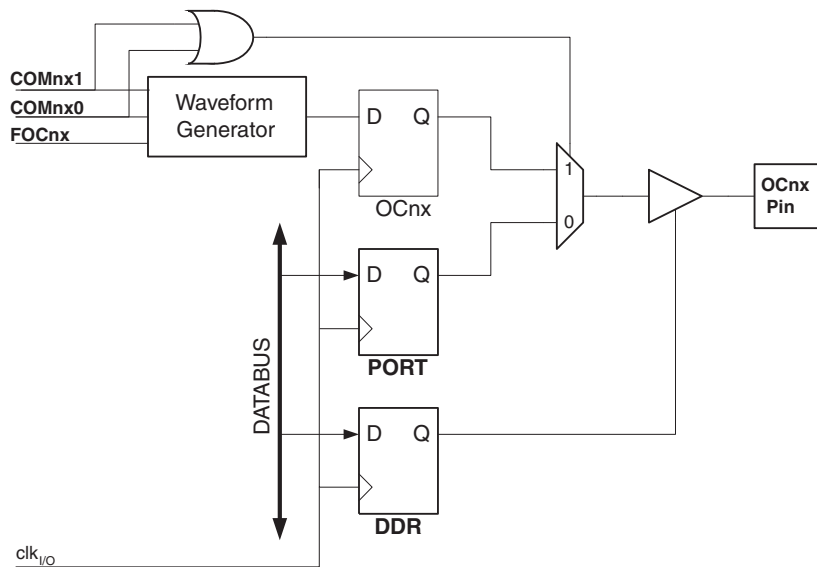 COMnx1
COMnx0
FOCnx
Waveform
Generator
D Q
OCnx
1
0
OCnx
Pin
D Q
PORT
DATABUS
D Q
DDR
clkI/O